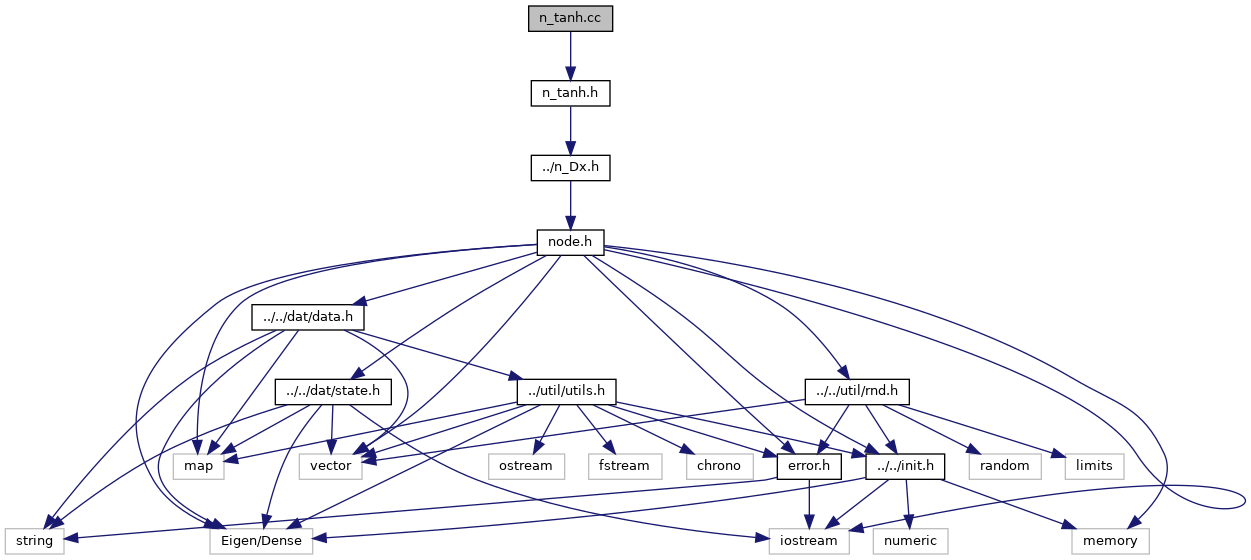 n_tanh.cc
n_tanh.h
../n_Dx.h
node.h
../../dat/data.h
../../dat/state.h
../util/utils.h
../../util/rnd.h
map
vector
ostream
fstream
chrono
error.h
../../init.h
random
limits
string
Eigen/Dense
iostream
numeric
memory